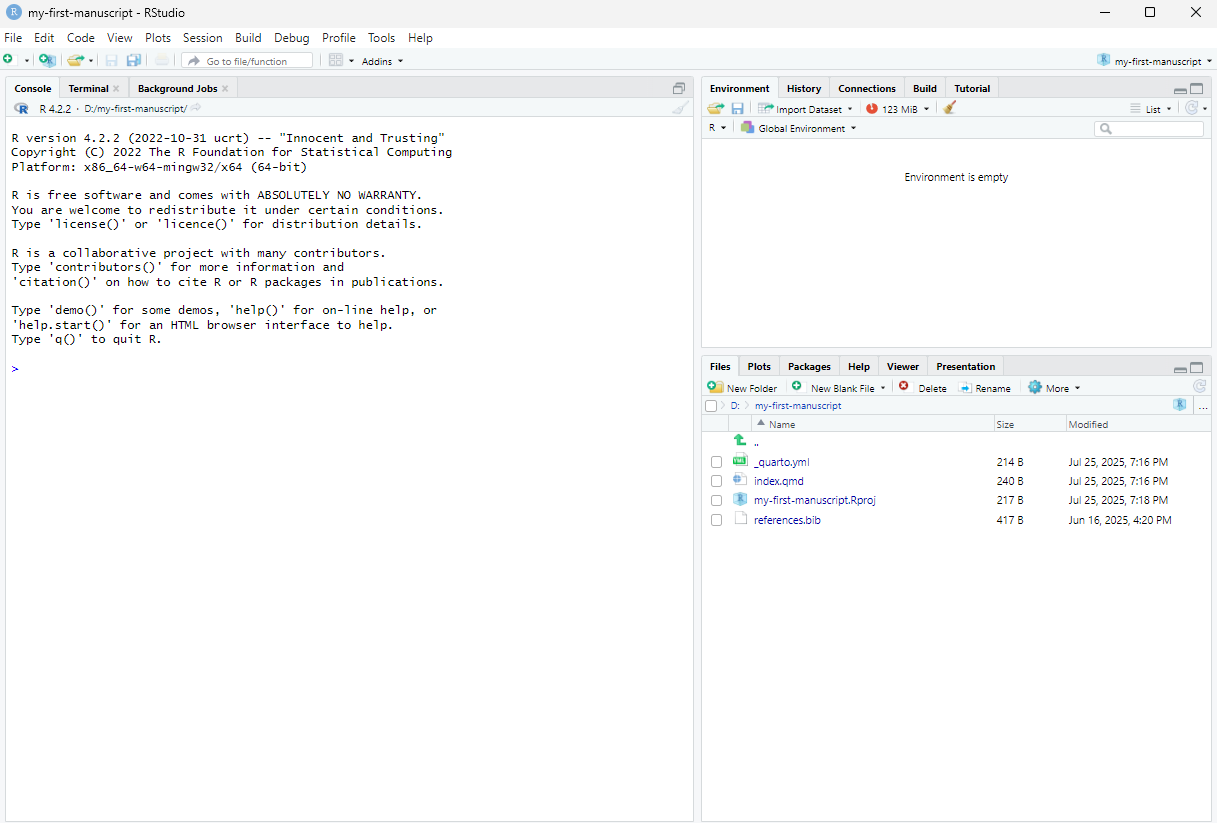 my-first-manuscript - RStudio
File Edit Code View Plots Session Build Debug Profile Tools Help
Go to file/function Addins my-first-manuscript
Console Terminal Background Jobs
R 4.2.2 · D:/my-first-manuscript/
R version 4.2.2 (2022-10-31 ucrt) -- "Innocent and Trusting"
Copyright (C) 2022 The R Foundation for Statistical Computing
Platform: x86_64-w64-mingw32/x64 (64-bit)
R is free software and comes with ABSOLUTELY NO WARRANTY.
You are welcome to redistribute it under certain conditions.
Type 'license()' or 'licence()' for distribution details.
R is a collaborative project with many contributors.
Type 'contributors()' for more information and
'citation()' on how to cite R or R packages in publications.
Type 'demo()' for some demos, 'help()' for on-line help, or
'help.start()' for an HTML browser interface to help.
Type 'q()' to quit R.
>
Environment History Connections Build Tutorial
Import Dataset 123 MiB List
R Global Environment
Environment is empty
Files Plots Packages Help Viewer Presentation
New Folder New Blank File Delete Rename More
D: my-first-manuscript ...
Name Size Modified
..
_quarto.yml 214 B Jul 25, 2025, 7:16 PM
index.qmd 240 B Jul 25, 2025, 7:16 PM
my-first-manuscript.Rproj 217 B Jul 25, 2025, 7:18 PM
references.bib 417 B Jun 16, 2025, 4:20 PM